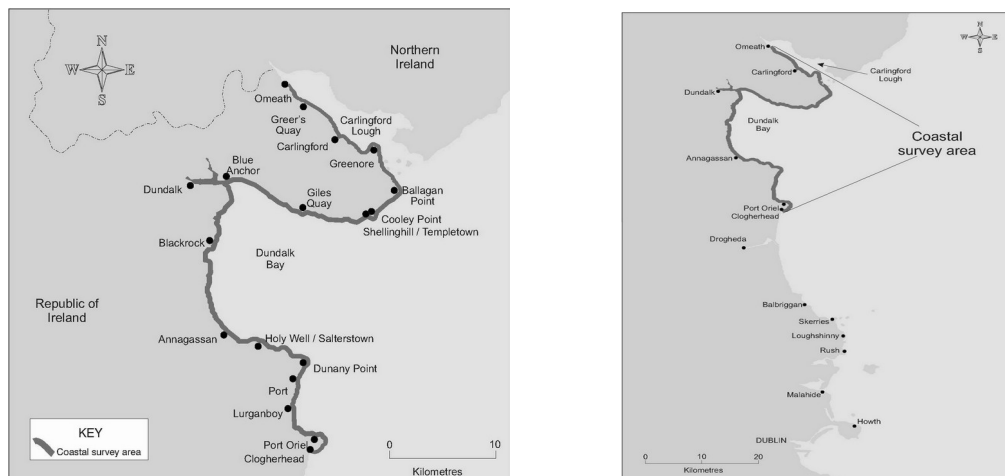 N
W E
S
Northern
Ireland
Omeath
Greer's
Quay
Carlingford
Lough
Carlingford
Greenore
Blue
Anchor
Dundalk
Giles
Quay
Ballagan
Point
Cooley Point
Shellinghill / Templetown
Blackrock
Dundalk
Bay
Republic of
Ireland
Annagassan
Holy Well / Salterstown
Dunany Point
Port
Lurganboy
KEY
Coastal survey area
Port Oriel
Clogherhead
0 10
Kilometres
N
W E
S
Omeath
Carlingford
Carlingford
Lough
Dundalk
Dundalk
Bay
Coastal
survey area
Annagassan
Port Oriel
Clogherhead
Drogheda
Balbriggan
Skerries
Loughshinny
Rush
Malahide
Howth
DUBLIN
0 10 20
Kilometres